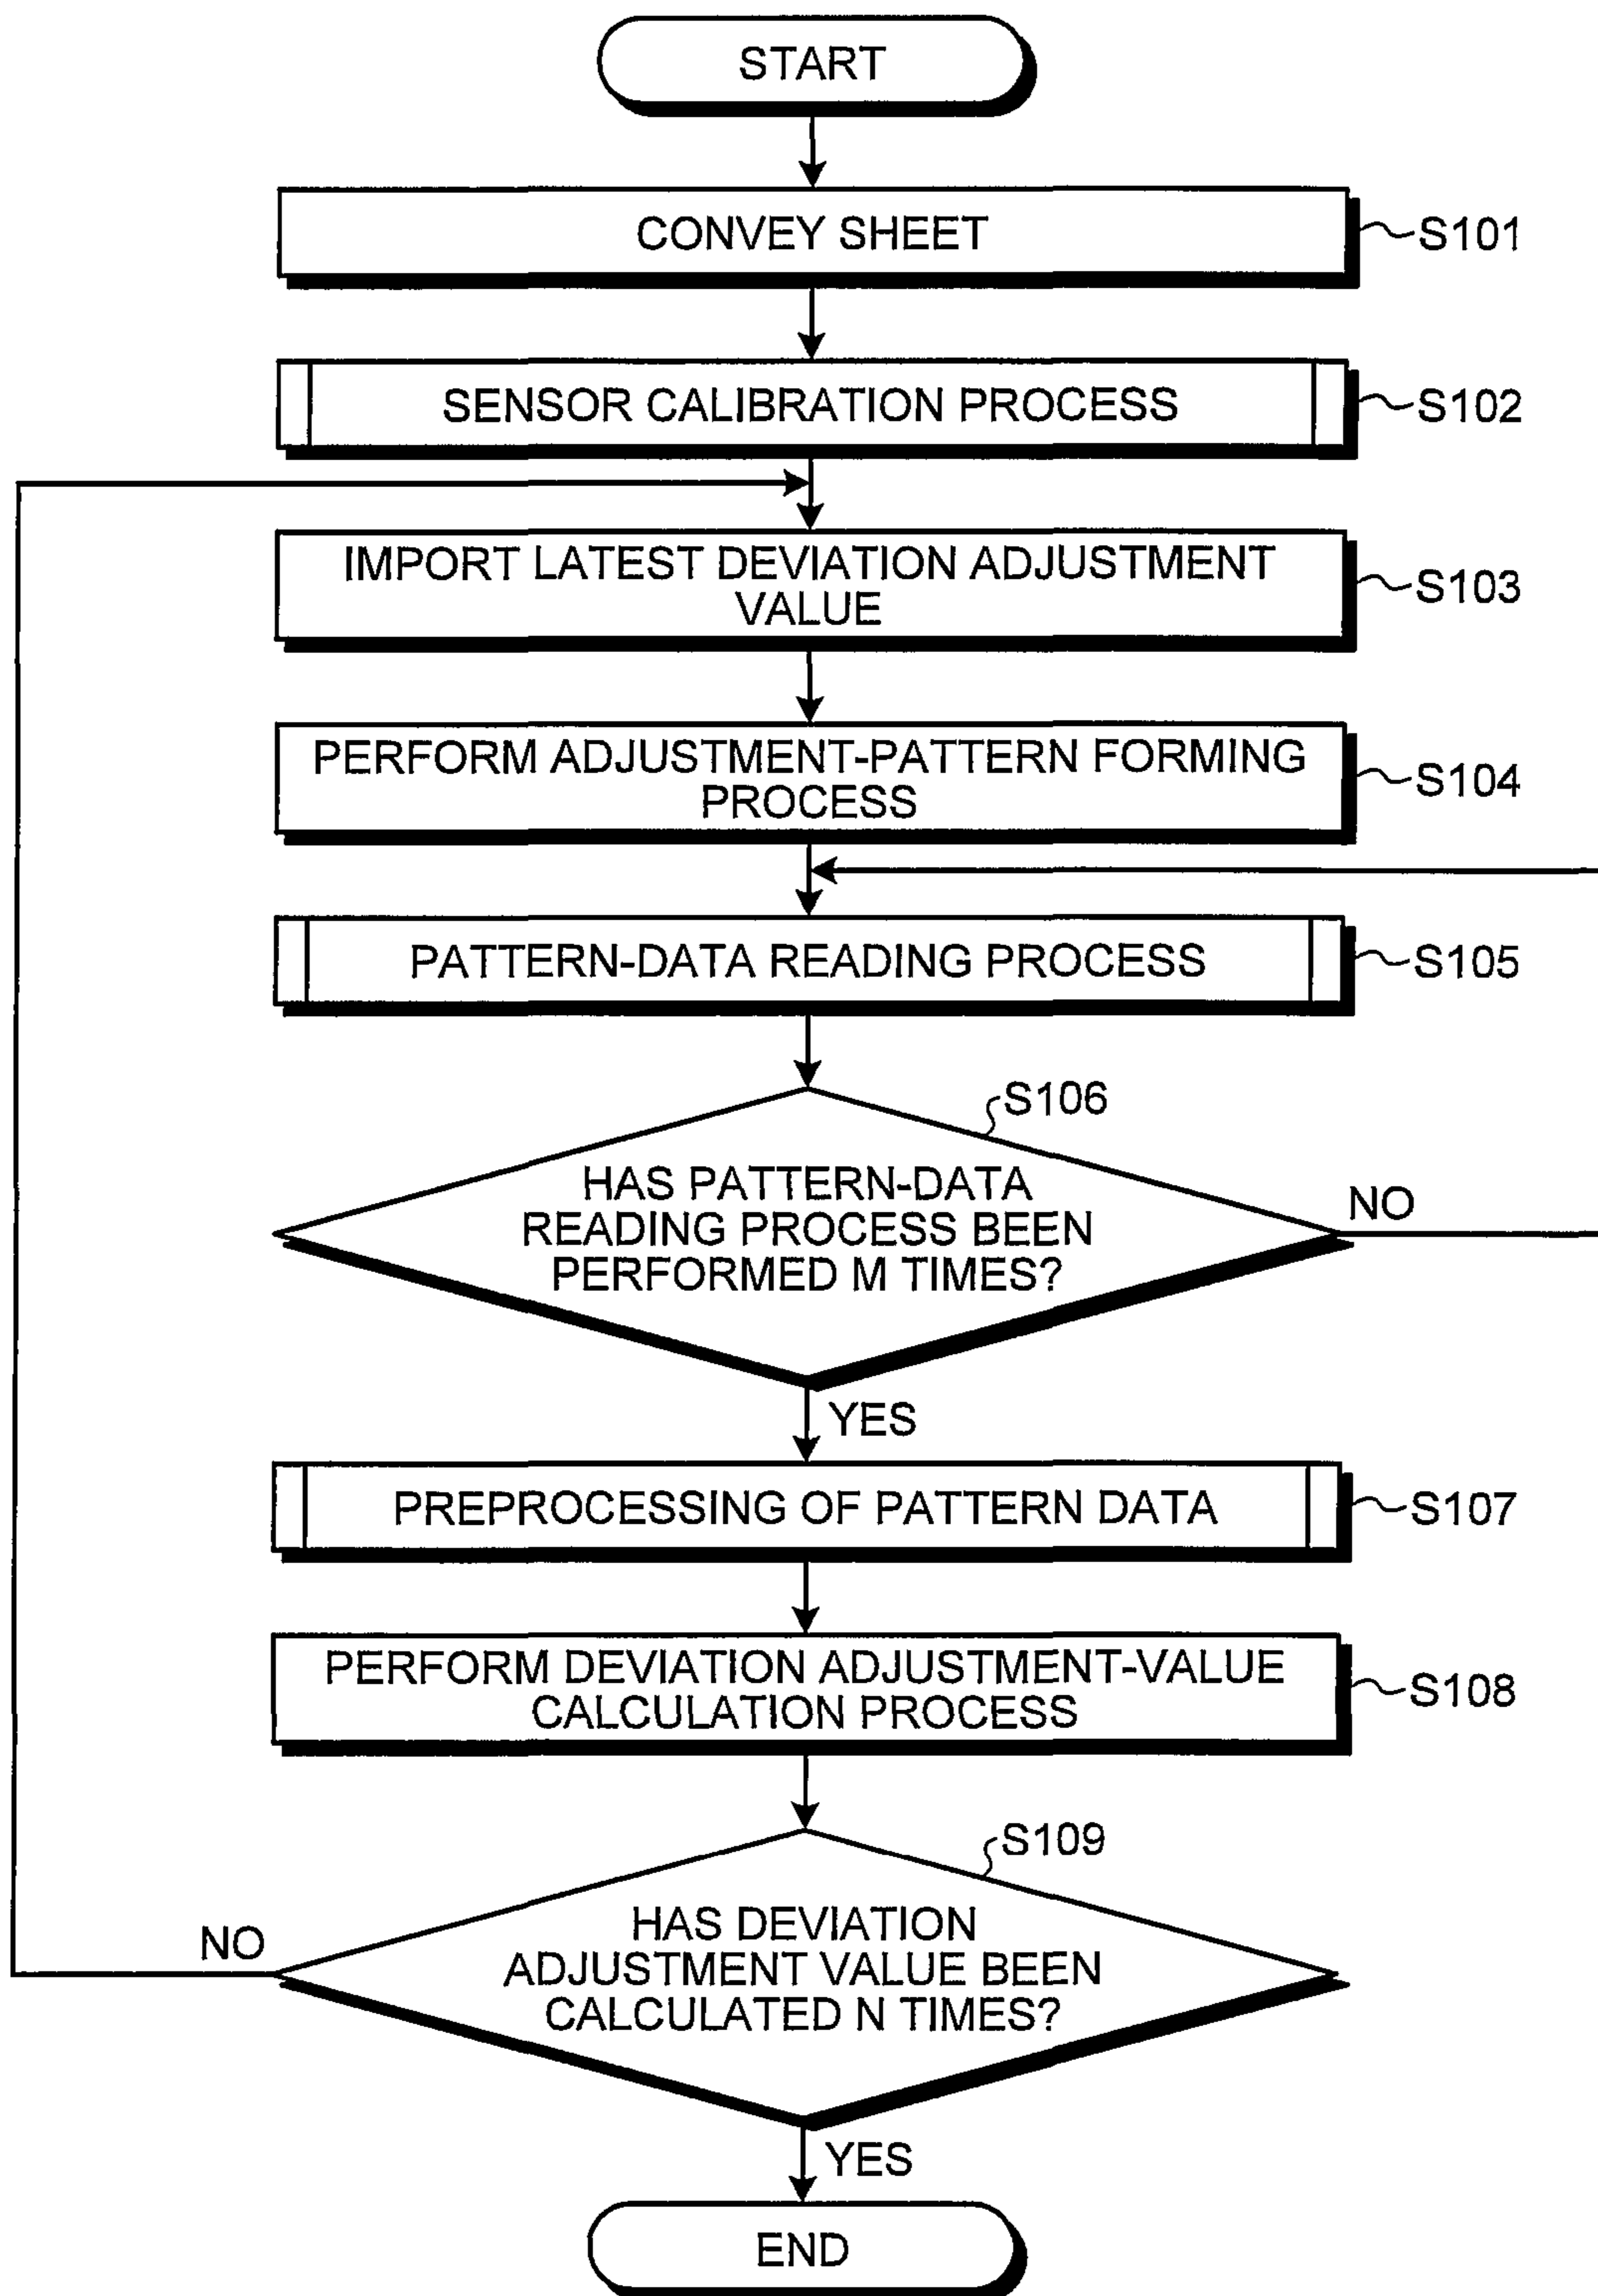 START
CONVEY SHEET
S101
SENSOR CALIBRATION PROCESS
S102
IMPORT LATEST DEVIATION ADJUSTMENT
VALUE
S103
PERFORM ADJUSTMENT-PATTERN FORMING
PROCESS
S104
PATTERN-DATA READING PROCESS
S105
S106
HAS PATTERN-DATA
READING PROCESS BEEN
PERFORMED M TIMES?
NO
YES
PREPROCESSING OF PATTERN DATA
S107
PERFORM DEVIATION ADJUSTMENT-VALUE
CALCULATION PROCESS
S108
S109
HAS DEVIATION
ADJUSTMENT VALUE BEEN
CALCULATED N TIMES?
NO
YES
END